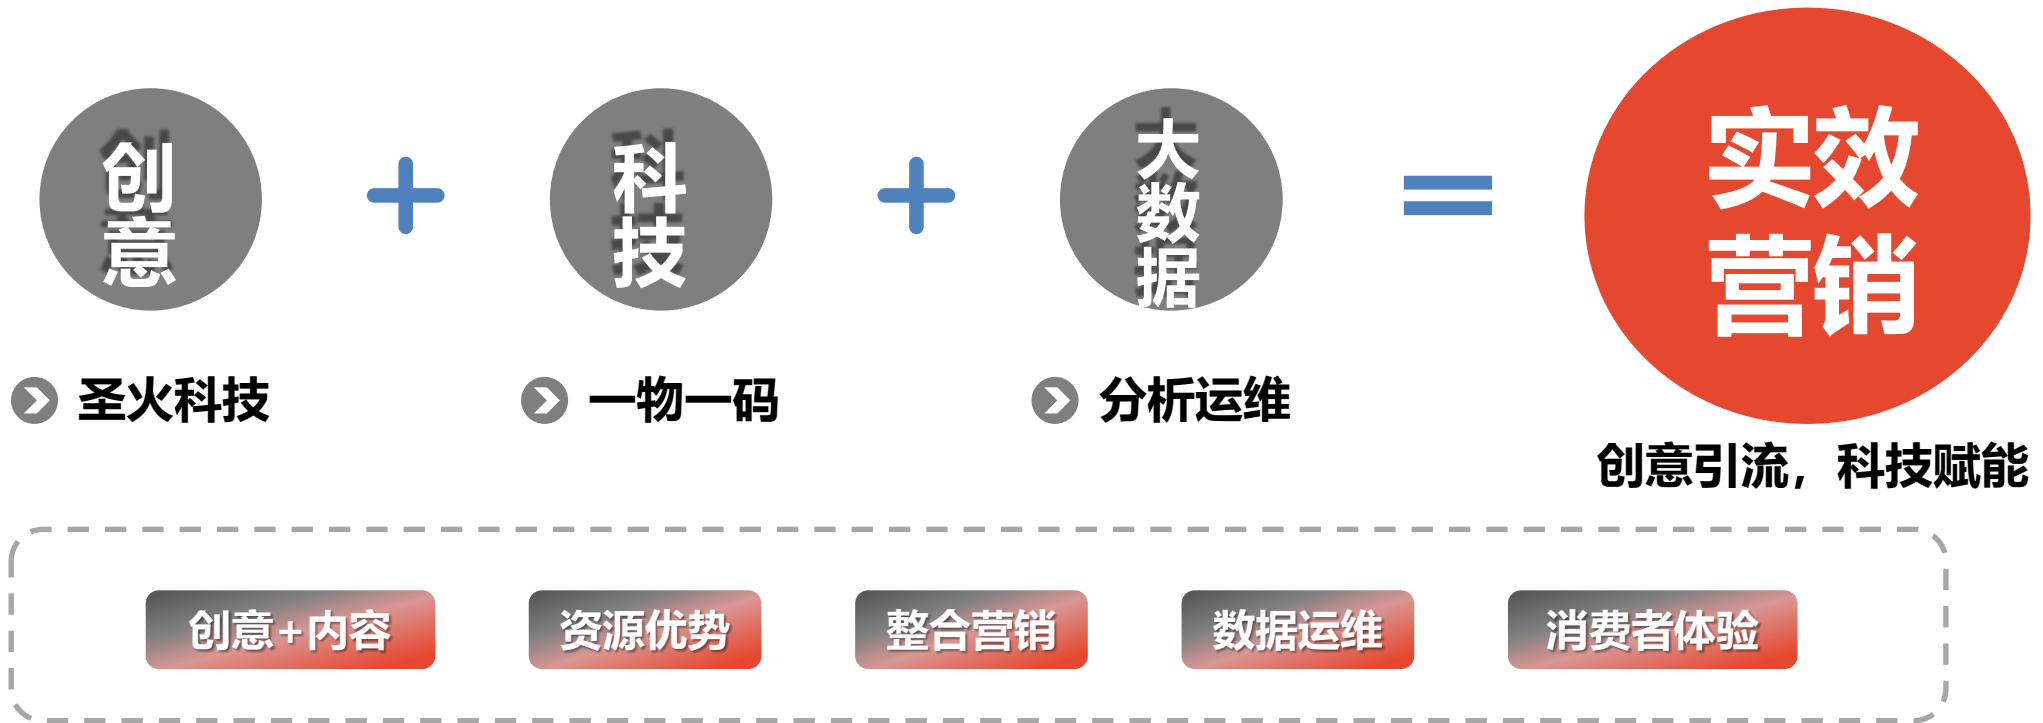 创意
+
科技
+
大数据
=
实效
营销
圣火科技
一物一码
分析运维
创意引流，科技赋能
创意+内容
资源优势
整合营销
数据运维
消费者体验